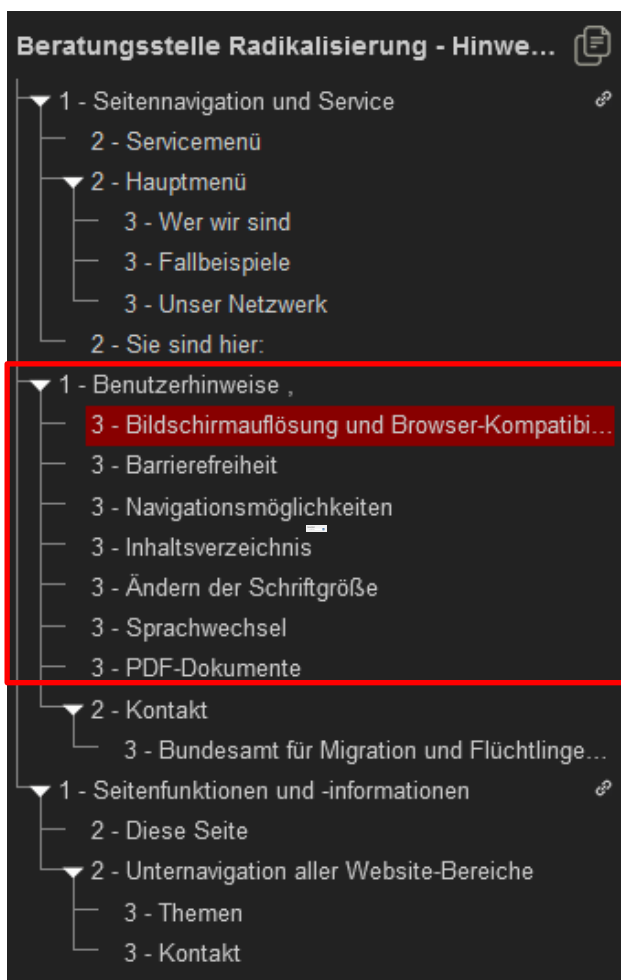 Beratungsstelle Radikalisierung - Hinwe...
1 - Seitennavigation und Service
2 - Servicemenü
2 - Hauptmenü
3 - Wer wir sind
3 - Fallbeispiele
3 - Unser Netzwerk
2 - Sie sind hier:
1 - Benutzerhinweise ,
3 - Bildschirmauflösung und Browser-Kompatibi...
3 - Barrierefreiheit
3 - Navigationsmöglichkeiten
3 - Inhaltsverzeichnis
3 - Ändern der Schriftgröße
3 - Sprachwechsel
3 - PDF-Dokumente
2 - Kontakt
3 - Bundesamt für Migration und Flüchtlinge...
1 - Seitenfunktionen und -informationen
2 - Diese Seite
2 - Unternavigation aller Website-Bereiche
3 - Themen
3 - Kontakt